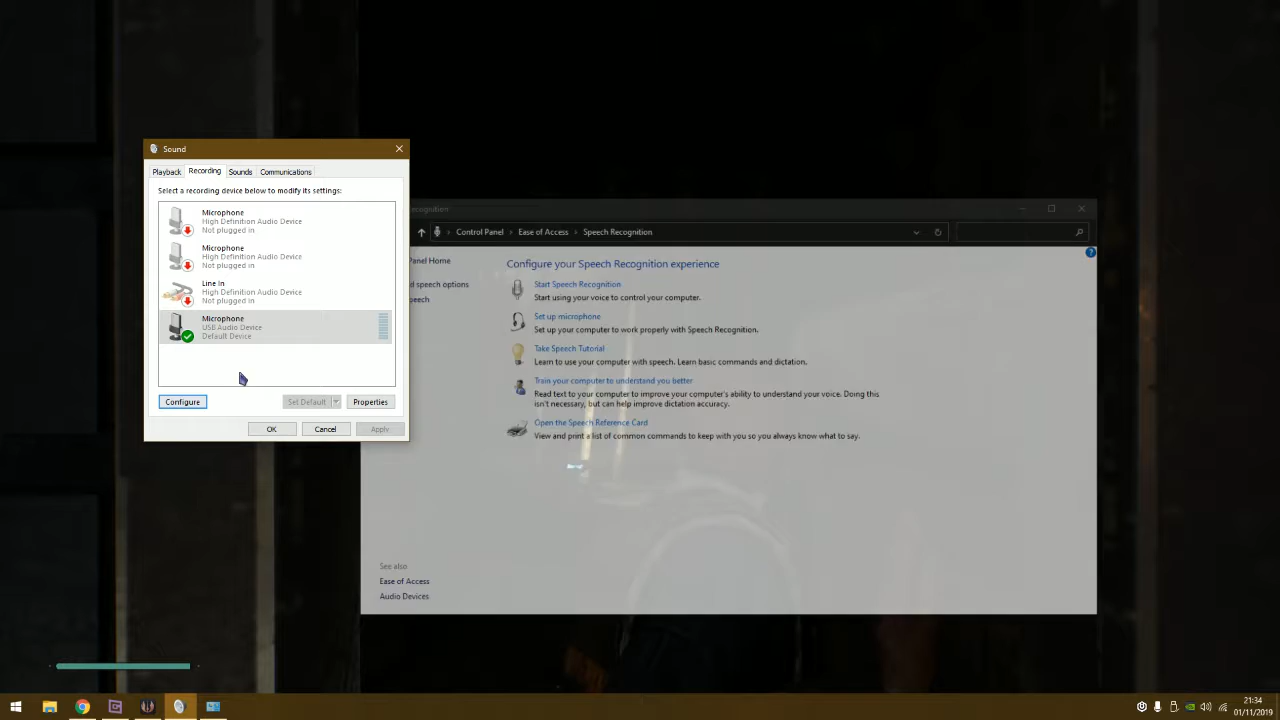 Sound
Playback
Recording
Sounds
Communications
Select a recording device below to modify its settings:
Microphone
High Definition Audio Device
Not plugged in
Microphone
High Definition Audio Device
Not plugged in
Line In
High Definition Audio Device
Not plugged in
Microphone
USB Audio Device
Default Device
Configure
Set Default
Properties
OK
Cancel
Apply
Control Panel > Ease of Access > Speech Recognition
Panel Home
speech options
Configure your Speech Recognition experience
Start Speech Recognition
Start using your voice to control your computer.
Set up microphone
Set up your computer to work properly with Speech Recognition.
Take Speech Tutorial
Learn to use your computer with speech. Learn basic commands and dictation.
Train your computer to understand you better
Read text to your computer to improve your computer's ability to understand your voice. Doing this
isn't necessary, but can help improve dictation accuracy.
Open the Speech Reference Card
View and print a list of common commands to keep with you so you always know what to say.
See also
Ease of Access
Audio Devices
21:34
01/11/2019